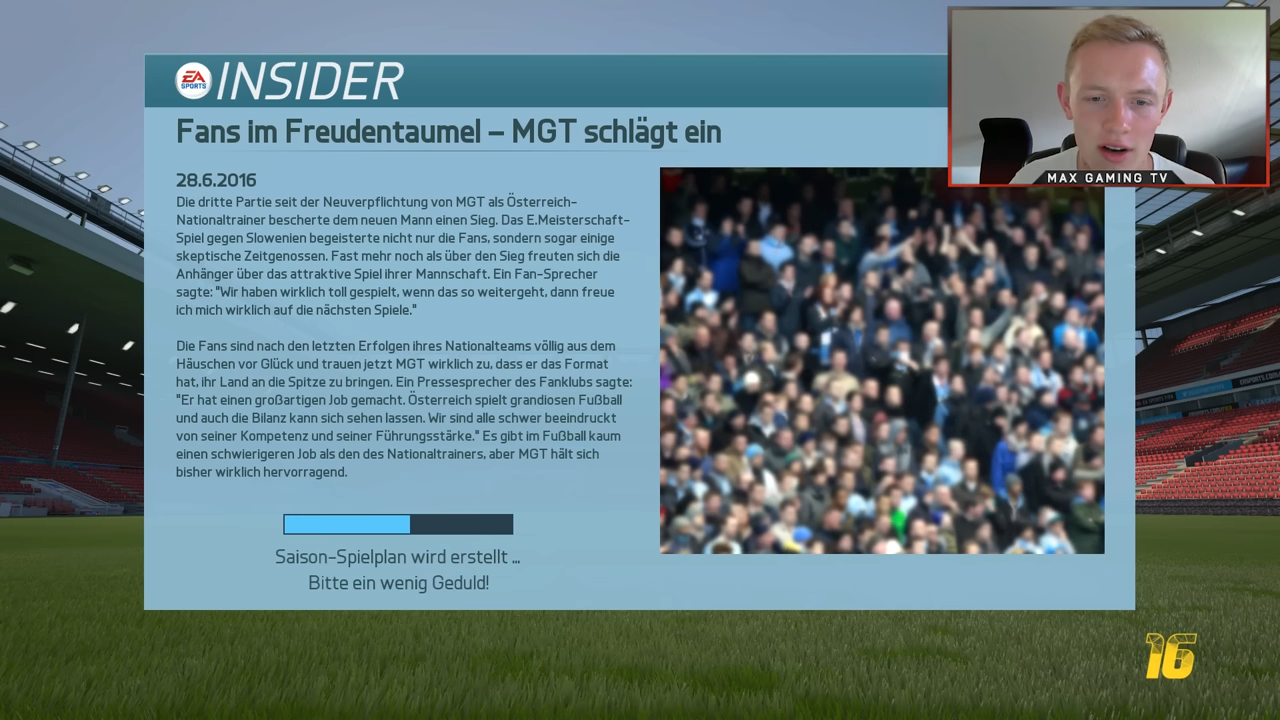 EA SPORTS INSIDER
Fans im Freudentaumel – MGT schlägt ein
MAX GAMING TV
28.6.2016
Die dritte Partie seit der Neuverpflichtung von MGT als Österreich-
Nationaltrainer bescherte dem neuen Mann einen Sieg. Das E.Meisterschaft-
Spiel gegen Slowenien begeisterte nicht nur die Fans, sondern sogar einige
skeptische Zeitgenossen. Fast mehr noch als über den Sieg freuten sich die
Anhänger über das attraktive Spiel ihrer Mannschaft. Ein Fan-Sprecher
sagte: "Wir haben wirklich toll gespielt, wenn das so weitergeht, dann freue
ich mich wirklich auf die nächsten Spiele."
Die Fans sind nach den letzten Erfolgen ihres Nationalteams völlig aus dem
Häuschen vor Glück und trauen jetzt MGT wirklich zu, dass er das Format
hat, ihr Land an die Spitze zu bringen. Ein Pressesprecher des Fanklubs sagte:
"Er hat einen großartigen Job gemacht. Österreich spielt grandiosen Fußball
und auch die Bilanz kann sich sehen lassen. Wir sind alle schwer beeindruckt
von seiner Kompetenz und seiner Führungsstärke." Es gibt im Fußball kaum
einen schwierigeren Job als den des Nationaltrainers, aber MGT hält sich
bisher wirklich hervorragend.
Saison-Spielplan wird erstellt ...
Bitte ein wenig Geduld!
16